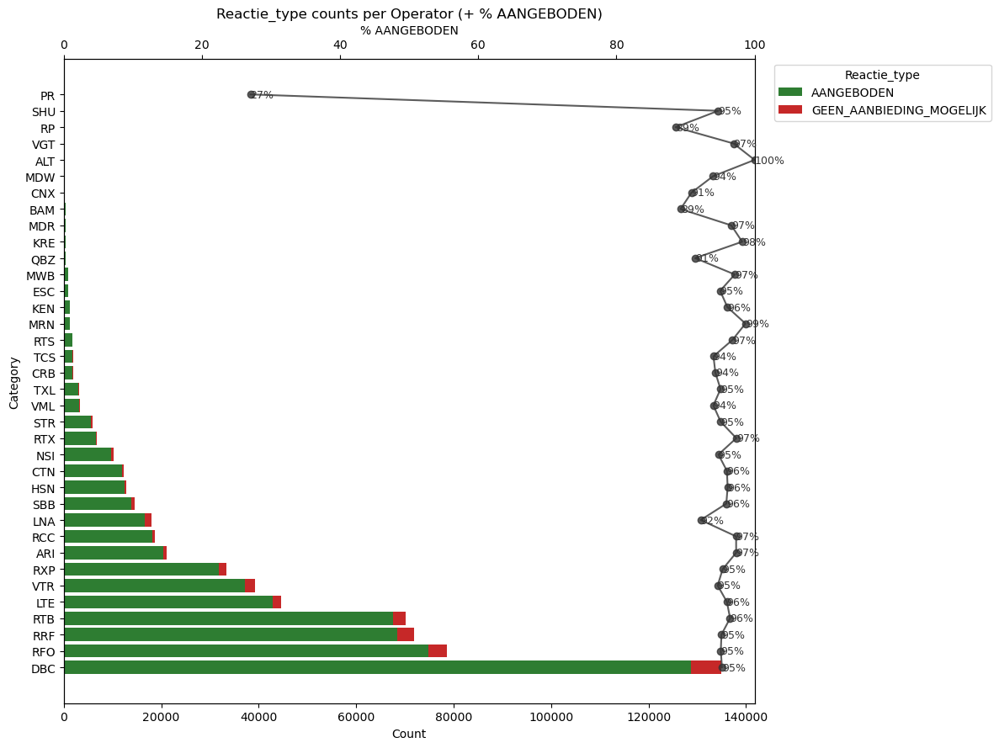 Reactie_type counts per Operator (+ % AANGEBODEN)
% AANGEBODEN
0 20 40 60 80 100
Reactie_type
AANGEBODEN
GEEN_AANBIEDING_MOGELIJK
Category
PR 27%
SHU 95%
RP 89%
VGT 97%
ALT 100%
MDW 94%
CNX 91%
BAM 89%
MDR 97%
KRE 98%
QBZ 91%
MWB 97%
ESC 95%
KEN 96%
MRN 99%
RTS 97%
TCS 94%
CRB 94%
TXL 95%
VML 94%
STR 95%
RTX 97%
NSI 95%
CTN 96%
HSN 96%
SBB 96%
LNA 92%
RCC 97%
ARI 97%
RXP 95%
VTR 95%
LTE 96%
RTB 96%
RRF 95%
RFO 95%
DBC 95%
0 20000 40000 60000 80000 100000 120000 140000
Count